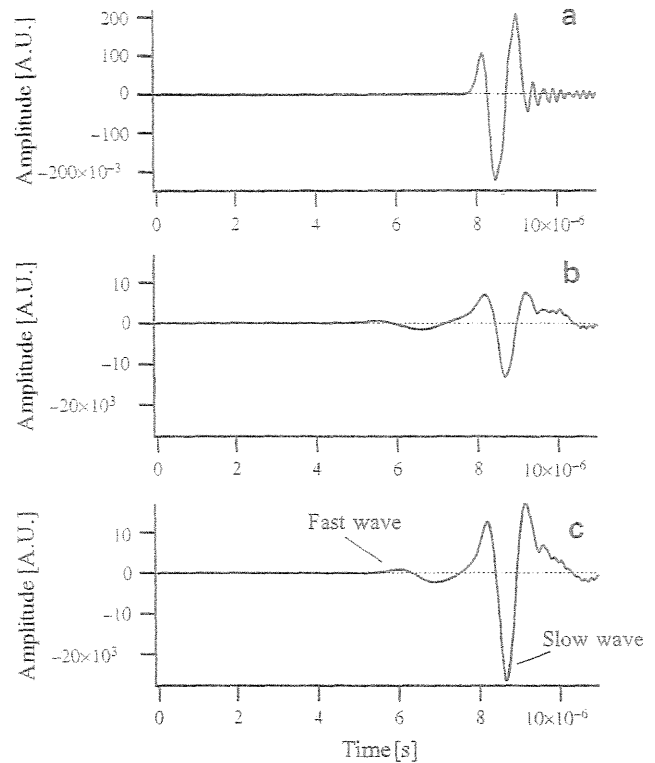 a
Amplitude [A.U.]
200
100
0
-100
-200×10⁻³
0 2 4 6 8 10×10⁻⁶
b
Amplitude [A.U.]
10
0
-10
-20×10³
0 2 4 6 8 10×10⁻⁶
c
Amplitude [A.U.]
Fast wave
10
0
-10
-20×10³
Slow wave
0 2 4 6 8 10×10⁻⁶
Time [s]